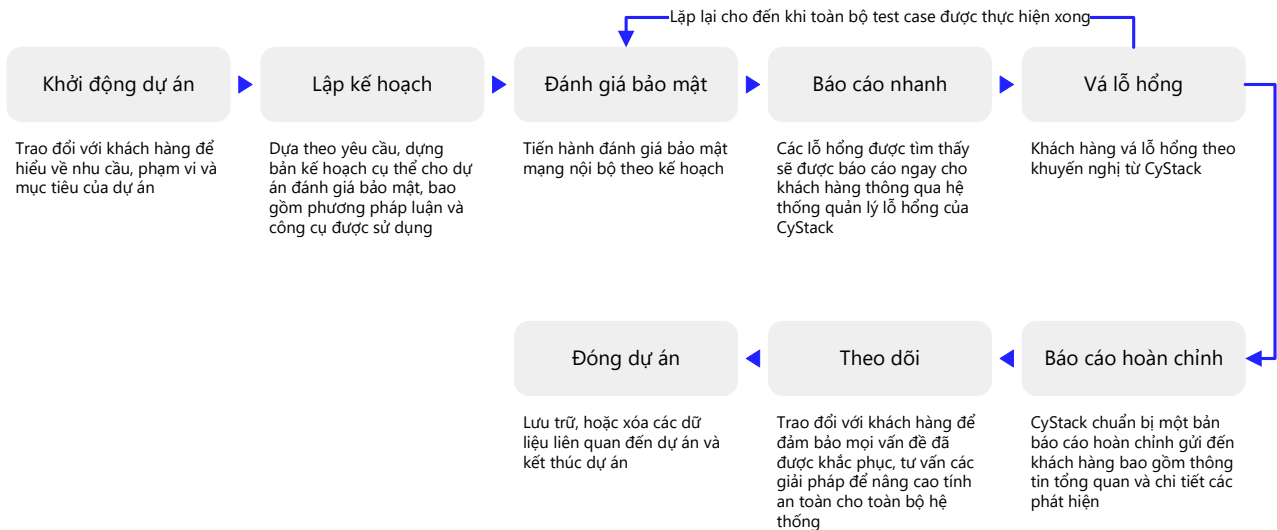 Lặp lại cho đến khi toàn bộ test case được thực hiện xong
Khởi động dự án
Lập kế hoạch
Đánh giá bảo mật
Báo cáo nhanh
Vá lỗ hổng
Trao đổi với khách hàng để
hiểu về nhu cầu, phạm vi và
mục tiêu của dự án
Dựa theo yêu cầu, dựng
bản kế hoạch cụ thể cho dự
án đánh giá bảo mật, bao
gồm phương pháp luận và
công cụ được sử dụng
Tiến hành đánh giá bảo mật
mạng nội bộ theo kế hoạch
Các lỗ hổng được tìm thấy
sẽ được báo cáo ngay cho
khách hàng thông qua hệ
thống quản lý lỗ hổng của
CyStack
Khách hàng vá lỗ hổng theo
khuyến nghị từ CyStack
Đóng dự án
Theo dõi
Báo cáo hoàn chỉnh
Lưu trữ, hoặc xóa các dữ
liệu liên quan đến dự án và
kết thúc dự án
Trao đổi với khách hàng để
đảm bảo mọi vấn đề đã
được khắc phục, tư vấn các
giải pháp để nâng cao tính
an toàn cho toàn bộ hệ
thống
CyStack chuẩn bị một bản
báo cáo hoàn chỉnh gửi đến
khách hàng bao gồm thông
tin tổng quan và chi tiết các
phát hiện